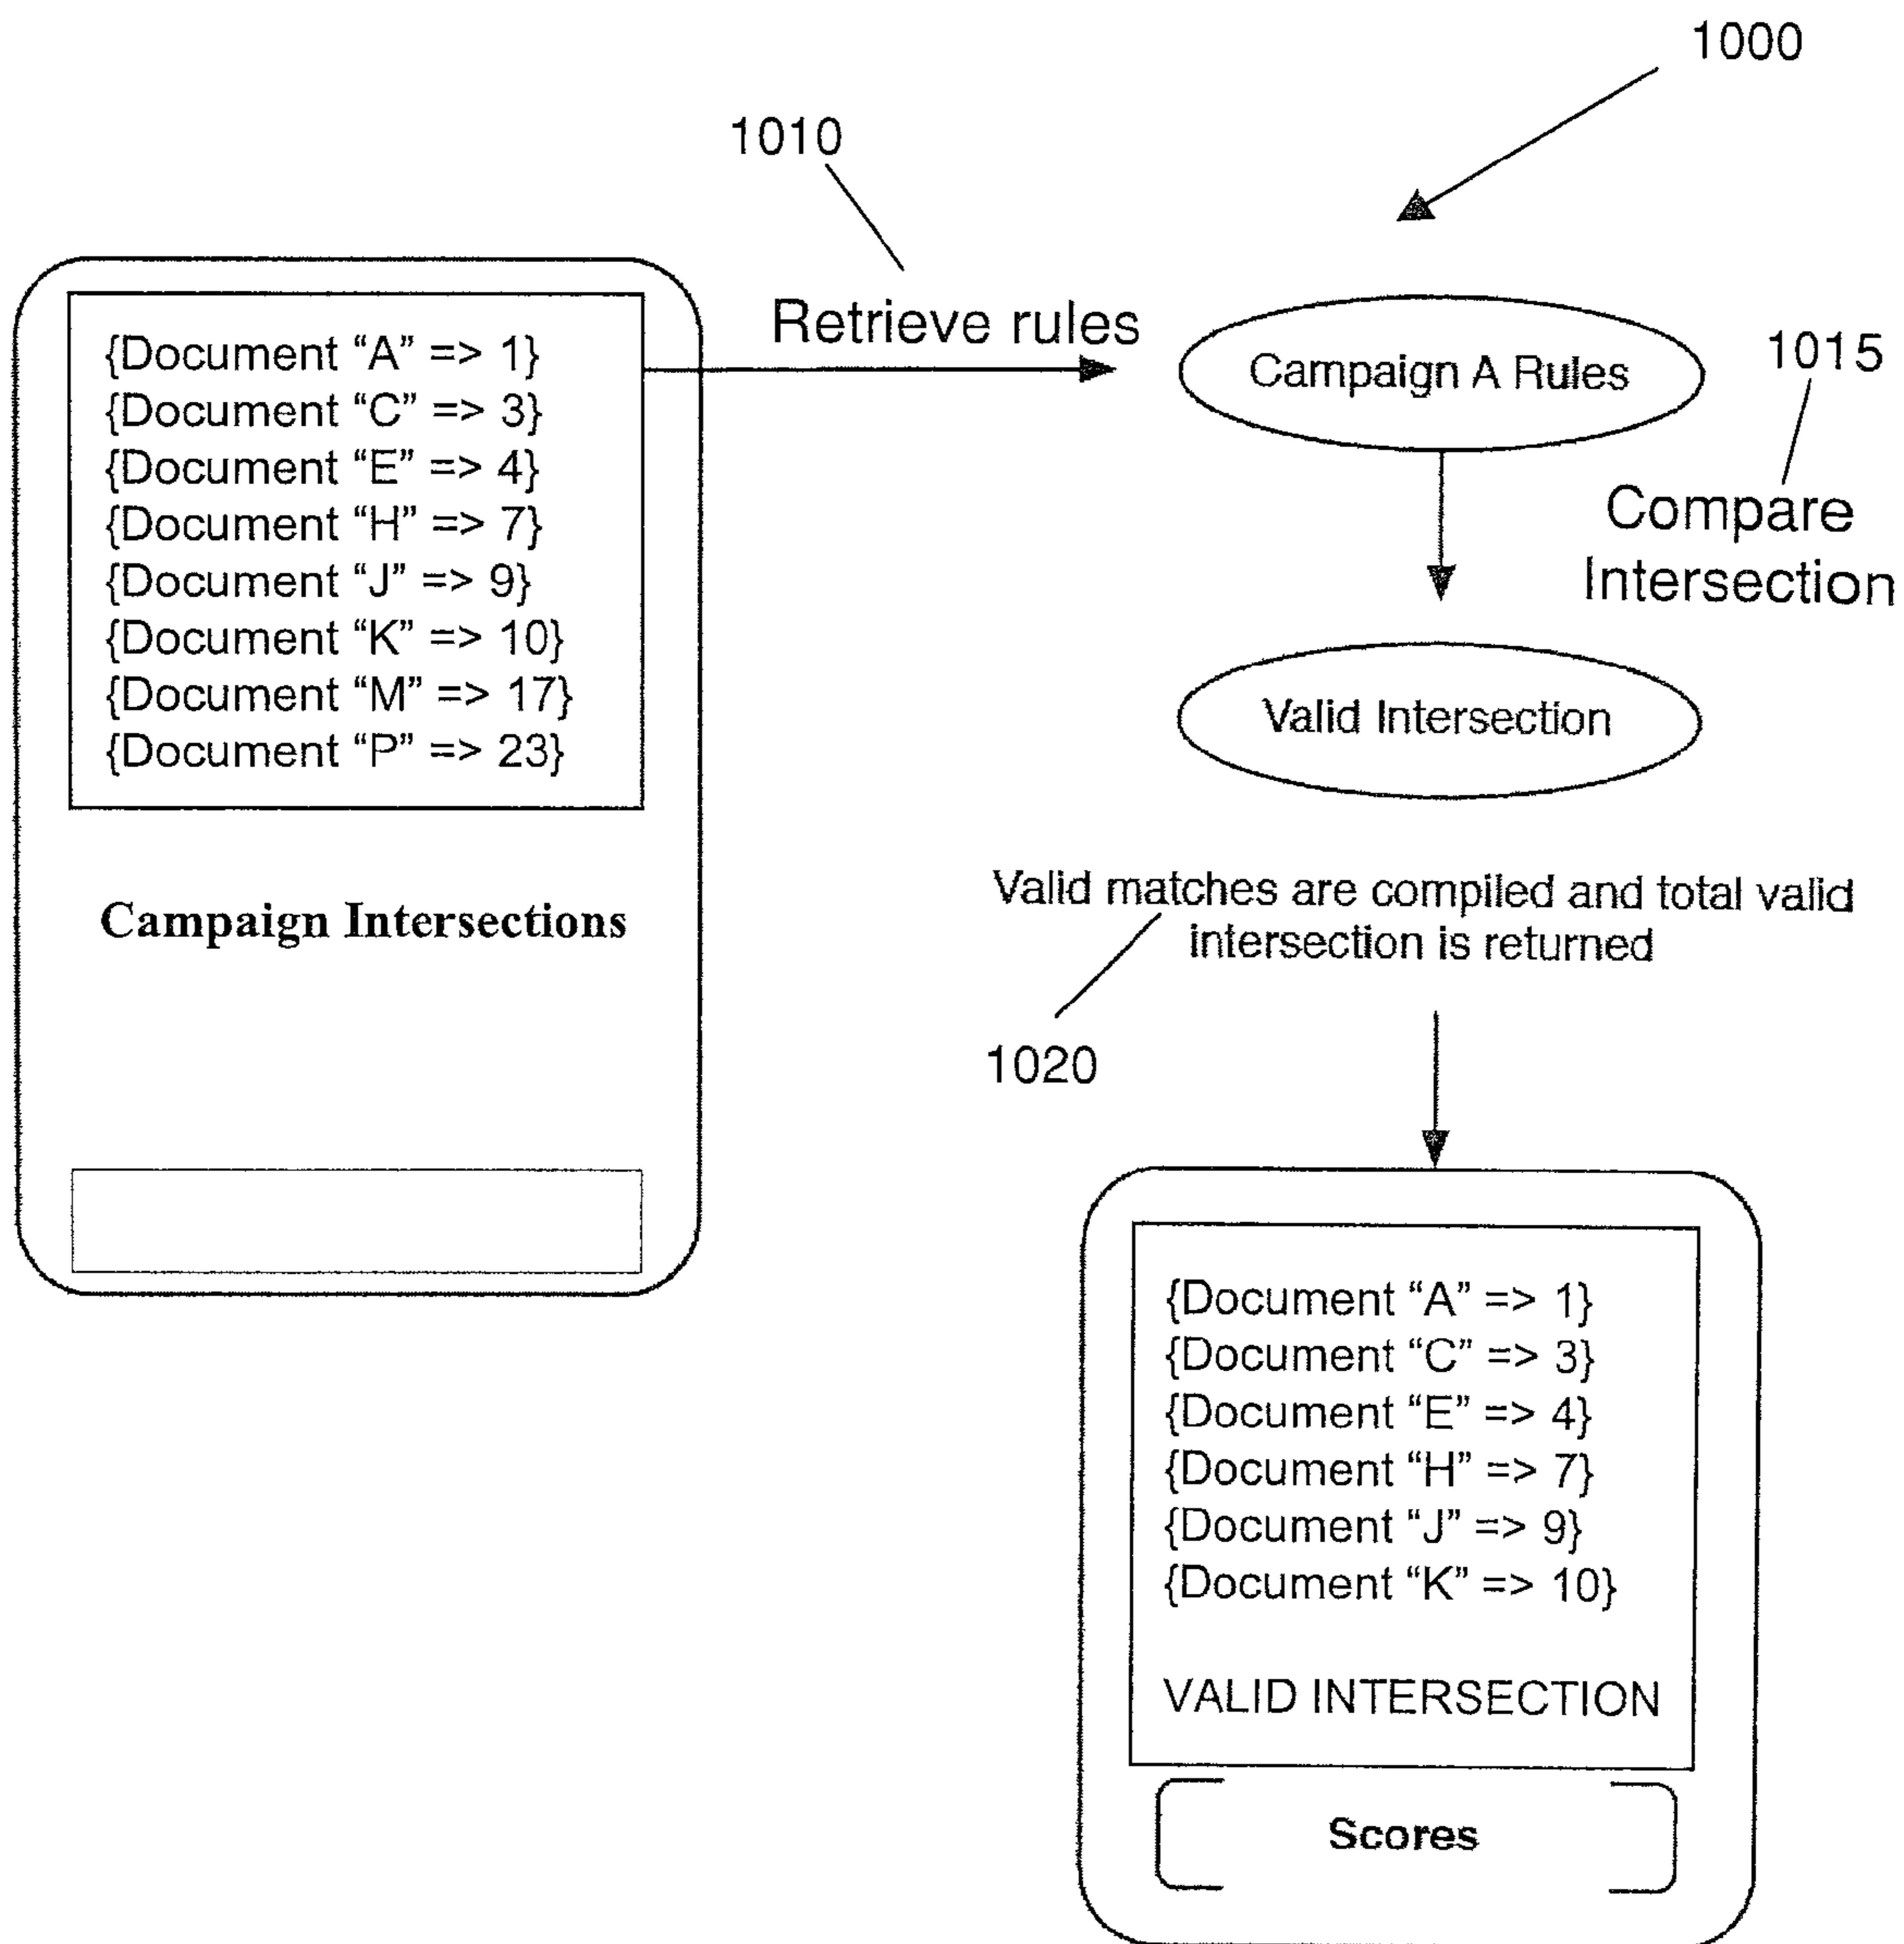 1000
1010
Retrieve rules
{Document “A” => 1}
{Document “C” => 3}
{Document “E” => 4}
{Document “H” => 7}
{Document “J” => 9}
{Document “K” => 10}
{Document “M” => 17}
{Document “P” => 23}
Campaign Intersections
Campaign A Rules
1015
Compare
Intersection
Valid Intersection
Valid matches are compiled and total valid
intersection is returned
1020
{Document “A” => 1}
{Document “C” => 3}
{Document “E” => 4}
{Document “H” => 7}
{Document “J” => 9}
{Document “K” => 10}
VALID INTERSECTION
Scores